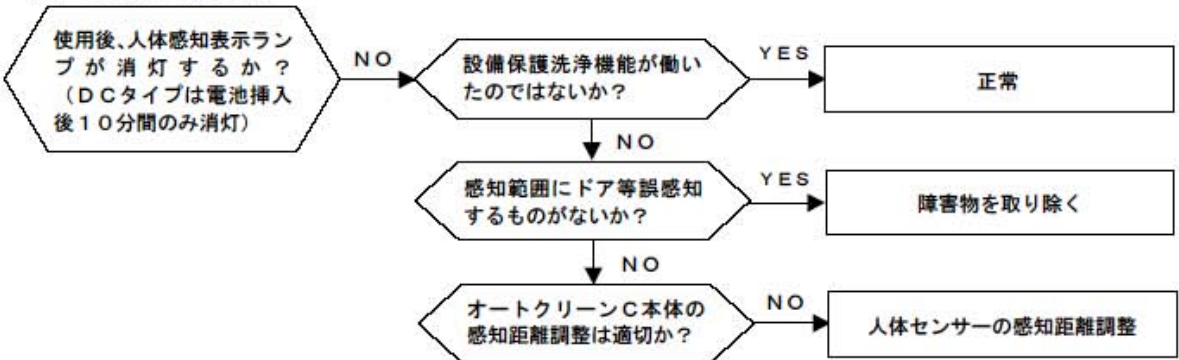 使用後、人体感知表示ラン
プが消灯するか？
（ＤＣタイプは電池挿入
後１０分間のみ消灯）
ＮＯ
設備保護洗浄機能が働い
たのではないか？
ＹＥＳ
正常
ＮＯ
感知範囲にドア等誤感知
するものがないか？
ＹＥＳ
障害物を取り除く
ＮＯ
オートクリーンＣ本体の
感知距離調整は適切か？
ＮＯ
人体センサーの感知距離調整